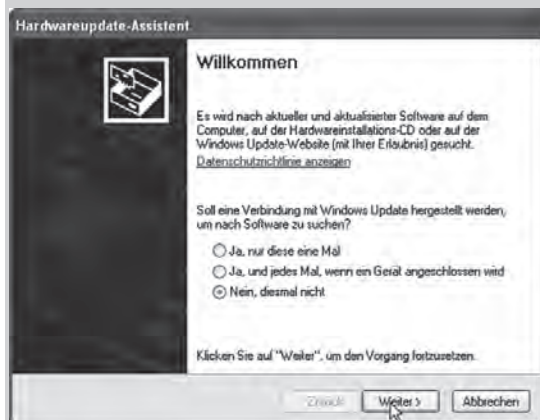 Hardwareupdate-Assistent
Willkommen
Es wird nach aktueller und aktualisierter Software auf dem
Computer, auf der Hardwareinstallations-CD oder auf der
Windows Update-Website (mit Ihrer Erlaubnis) gesucht.
Datenschutzrichtlinie anzeigen
Soll eine Verbindung mit Windows Update hergestellt werden,
um nach Software zu suchen?
Ja, nur diese eine Mal
Ja, und jedes Mal, wenn ein Gerät angeschlossen wird
Nein, diesmal nicht
Klicken Sie auf "Weiter", um den Vorgang fortzusetzen.
Zurück Weiter > Abbrechen